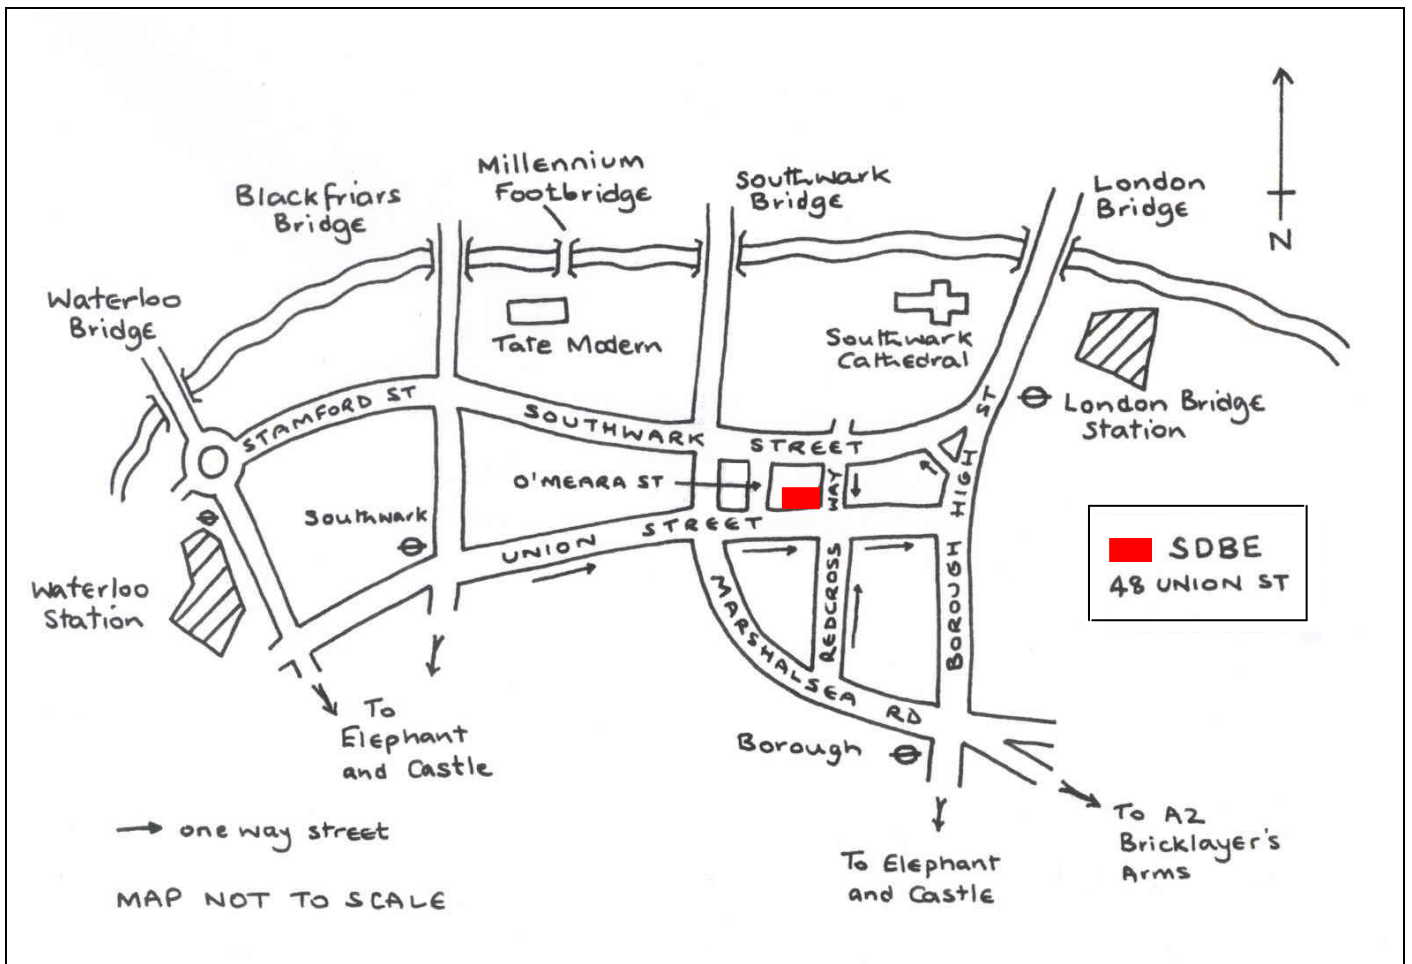 Millennium
Footbridge
Southwark
Bridge
London
Bridge
Blackfriars
Bridge
N
Waterloo
Bridge
Tate Modern
Southwark
Cathedral
STAMFORD ST
SOUTHWARK STREET
London Bridge
Station
O'MEARA ST
Southwark
UNION STREET
REDCROSS WAY
BOROUGH HIGH ST
SDBE
48 UNION ST
Waterloo
Station
MARSHALSEA RD
To
Elephant
and Castle
Borough
one way street
To A2
Bricklayer's
Arms
To Elephant
and Castle
MAP NOT TO SCALE